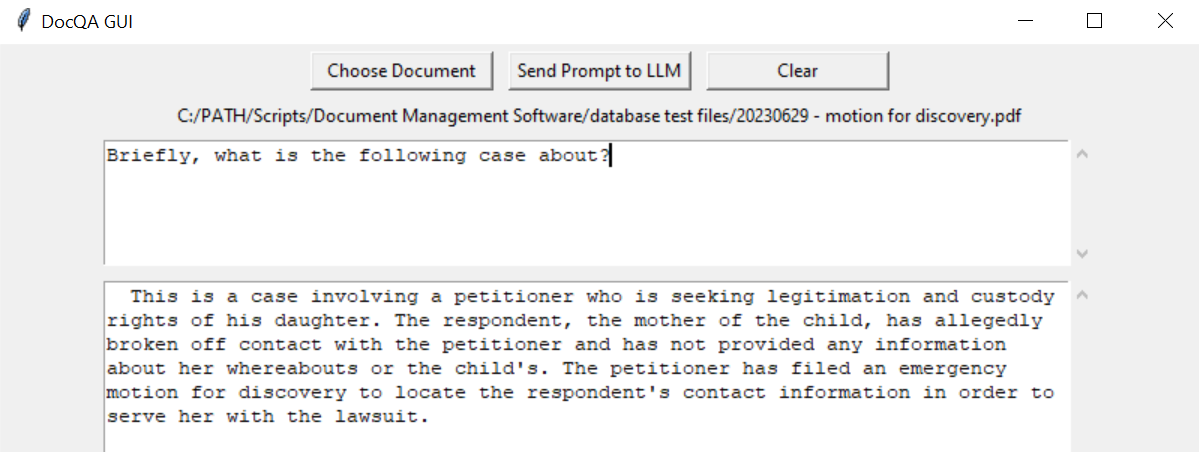 DocQA GUI
Choose Document Send Prompt to LLM Clear
C:/PATH/Scripts/Document Management Software/database test files/20230629 - motion for discovery.pdf
Briefly, what is the following case about?
This is a case involving a petitioner who is seeking legitimation and custody
rights of his daughter. The respondent, the mother of the child, has allegedly
broken off contact with the petitioner and has not provided any information
about her whereabouts or the child's. The petitioner has filed an emergency
motion for discovery to locate the respondent's contact information in order to
serve her with the lawsuit.